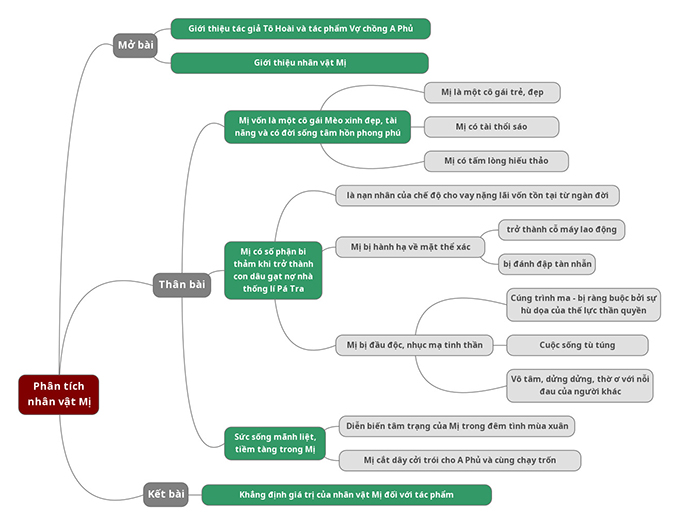 Phân tích
nhân vật Mị
Mở bài
Giới thiệu tác giả Tô Hoài và tác phẩm Vợ chồng A Phủ
Giới thiệu nhân vật Mị
Thân bài
Mị vốn là một cô gái Mèo xinh đẹp, tài
năng và có đời sống tâm hồn phong phú
Mị là một cô gái trẻ, đẹp
Mị có tài thổi sáo
Mị có tấm lòng hiếu thảo
Mị có số phận bi
thảm khi trở thành
con dâu gạt nợ nhà
thống lí Pá Tra
là nạn nhân của chế độ cho vay nặng lãi vốn tồn tại từ ngàn đời
Mị bị hành hạ về mặt thể xác
trở thành cỗ máy lao động
bị đánh đập tàn nhẫn
Mị bị đầu độc, nhục mạ tinh thần
Cúng trình ma - bị ràng buộc bởi sự
hù dọa của thế lực thần quyền
Cuộc sống tù túng
Vô tâm, dửng dửng, thờ ơ với nỗi
đau của người khác
Sức sống mãnh liệt,
tiềm tàng trong Mị
Diễn biến tâm trạng của Mị trong đêm tình mùa xuân
Mị cắt dây cởi trói cho A Phủ và cùng chạy trốn
Kết bài
Khẳng định giá trị của nhân vật Mị đối với tác phẩm